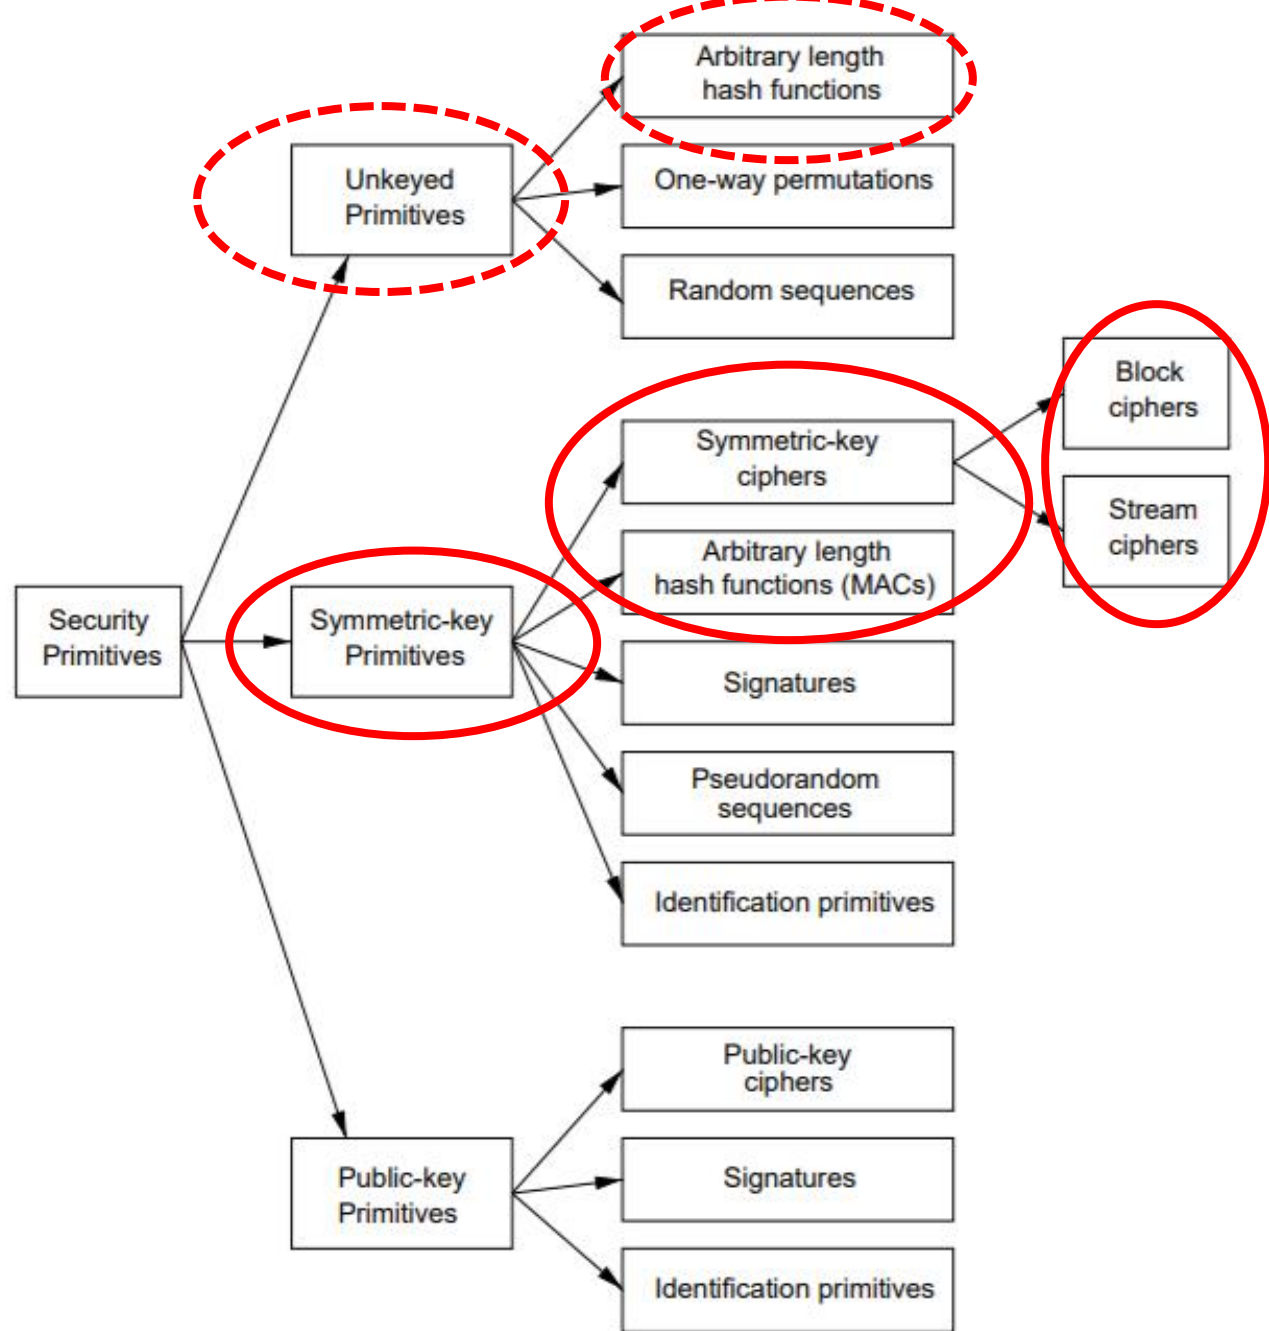 Arbitrary length
hash functions
Unkeyed
Primitives
One-way permutations
Random sequences
Block
ciphers
Symmetric-key
ciphers
Stream
ciphers
Arbitrary length
hash functions (MACs)
Security
Primitives
Symmetric-key
Primitives
Signatures
Pseudorandom
sequences
Identification primitives
Public-key
ciphers
Public-key
Primitives
Signatures
Identification primitives